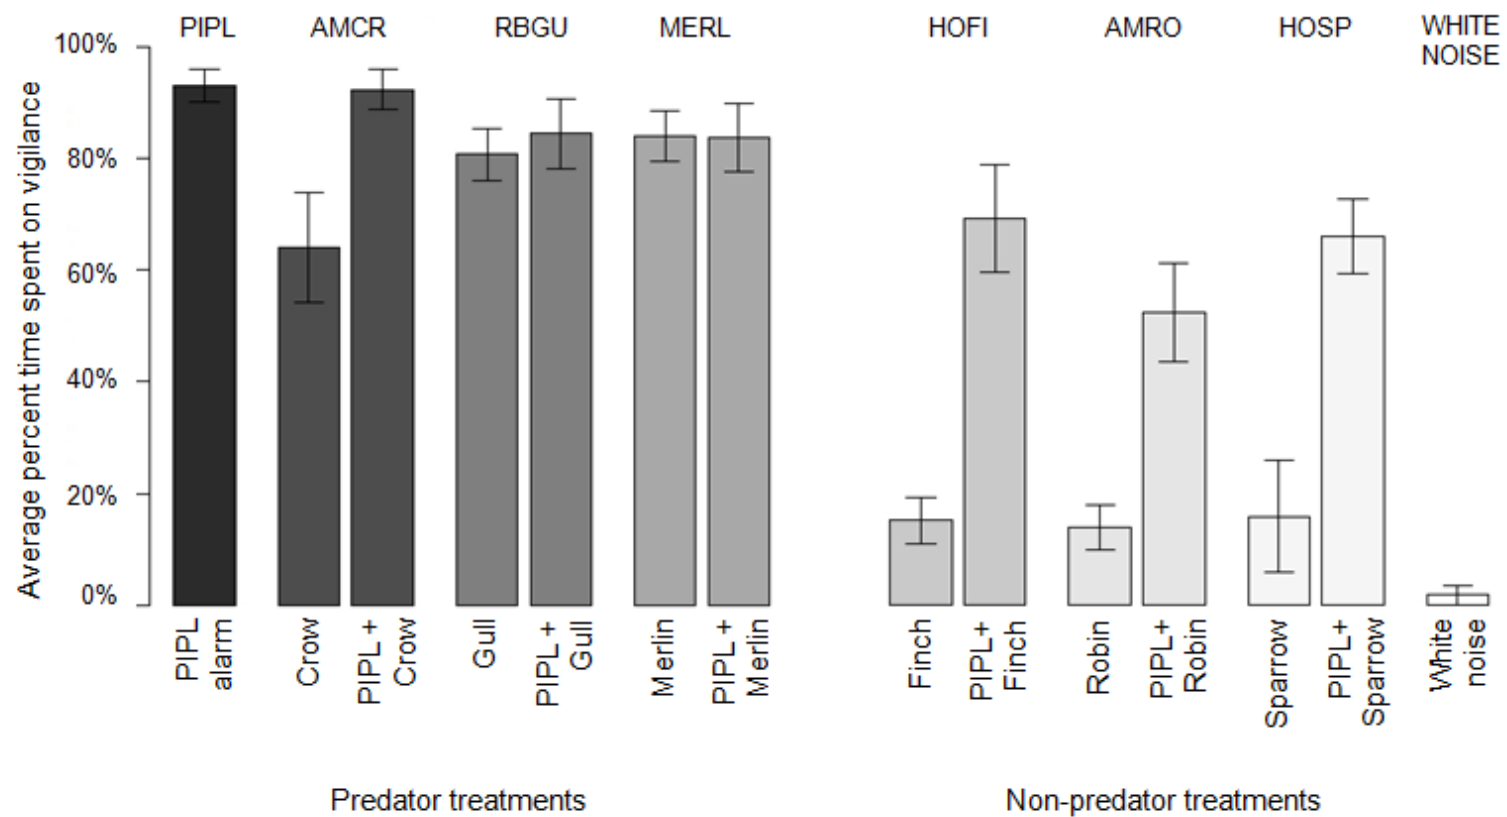 PIPL AMCR RBGU MERL HOFI AMRO HOSP WHITE
NOISE
Average percent time spent on vigilance
100%
80%
60%
40%
20%
0%
PIPL
alarm
Crow
PIPL +
Crow
Gull
PIPL +
Gull
Merlin
PIPL +
Merlin
Finch
PIPL+
Finch
Robin
PIPL+
Robin
Sparrow
PIPL+
Sparrow
White
noise
Predator treatments
Non-predator treatments